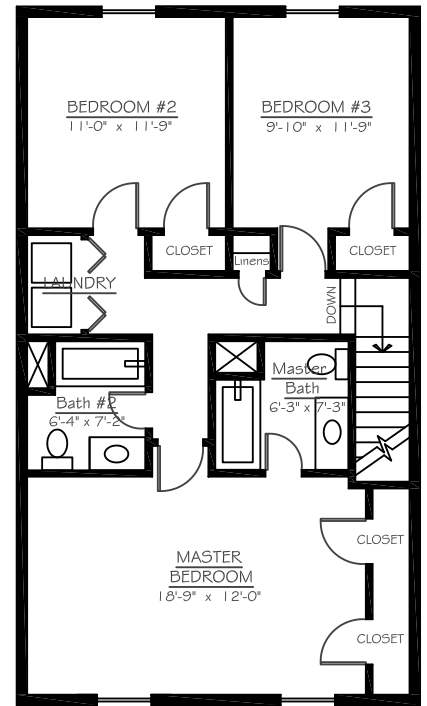 BEDROOM #2
11'-0" x 11'-9"
BEDROOM #3
9'-10" x 11'-9"
CLOSET
Linens
CLOSET
LAUNDRY
DOWN
Master
Bath
6'-3" x 7'-3"
Bath #2
6'-4" x 7'-2"
CLOSET
MASTER
BEDROOM
18'-9" x 12'-0"
CLOSET